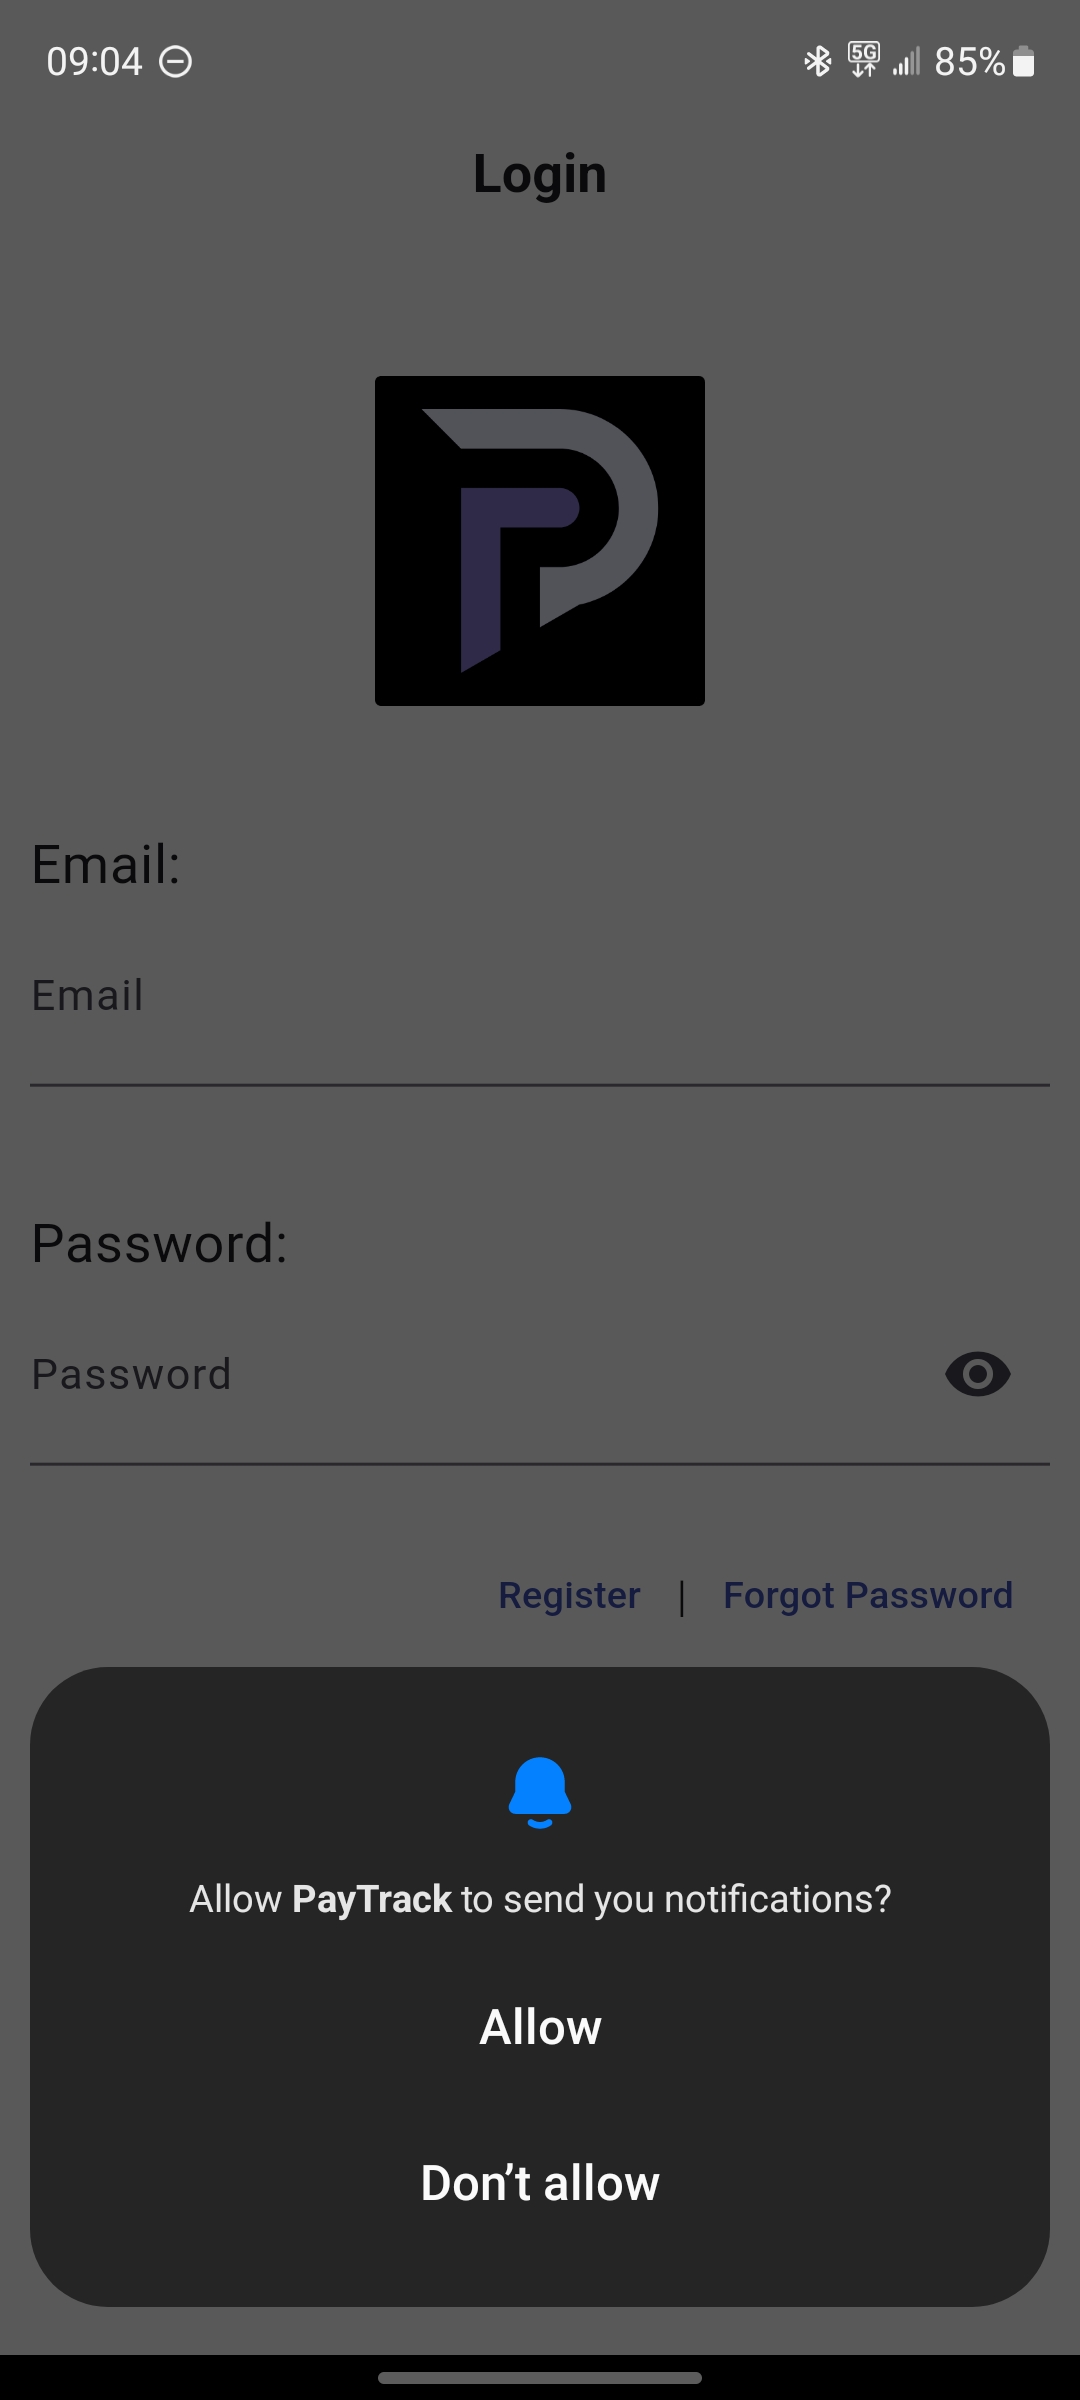 09:04
5G
85%
Login
Email:
Email
Password:
Password
Register | Forgot Password
Allow PayTrack to send you notifications?
Allow
Don’t allow